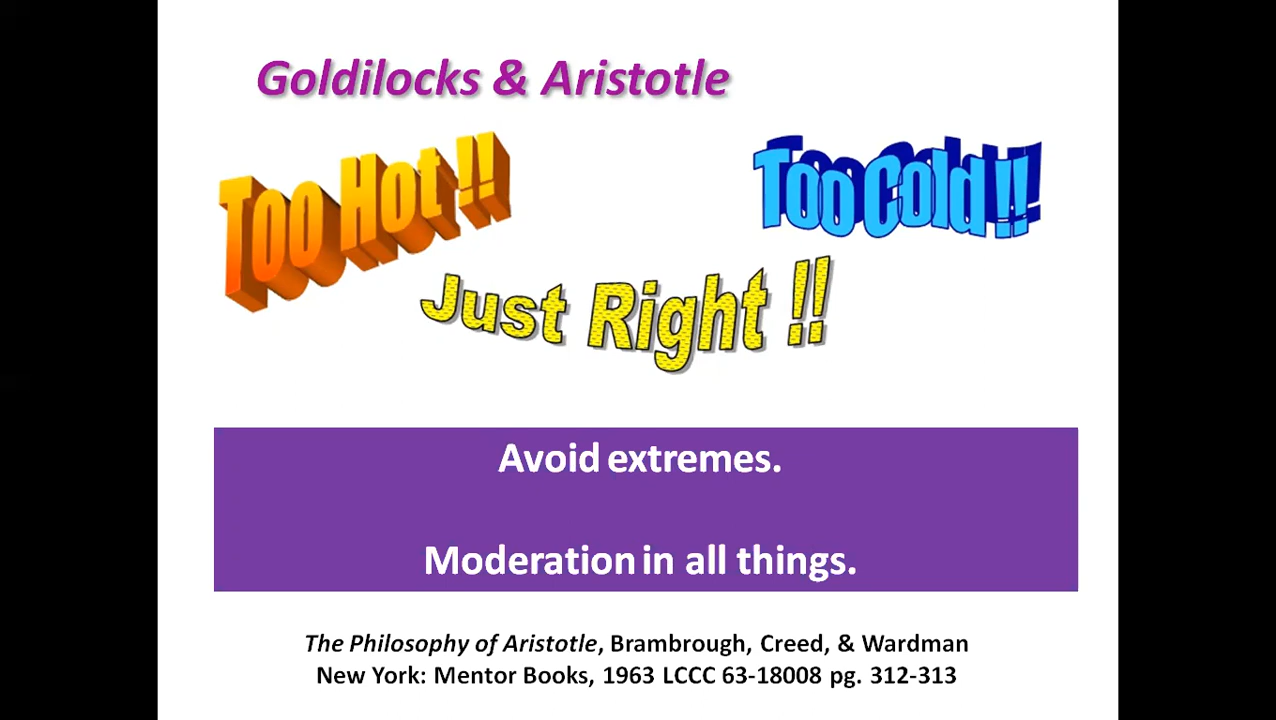 Goldilocks & Aristotle
Too Hot !!
Too Cold !!
Just Right !!
Avoid extremes.
Moderation in all things.
The Philosophy of Aristotle, Brambrough, Creed, & Wardman
New York: Mentor Books, 1963 LCCC 63-18008 pg. 312-313